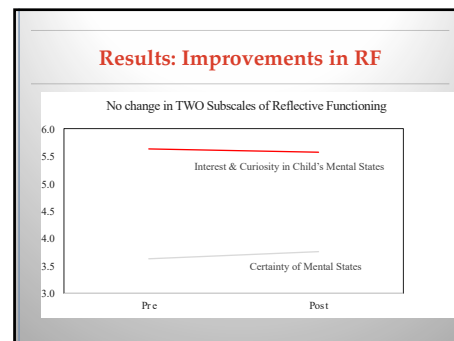 Results: Improvements in RF
No change in TWO Subscales of Reflective Functioning
6.0
5.5
Interest & Curiosity in Child's Mental States
5.0
4.5
4.0
3.5
Certainty of Mental States
3.0
Pre Post